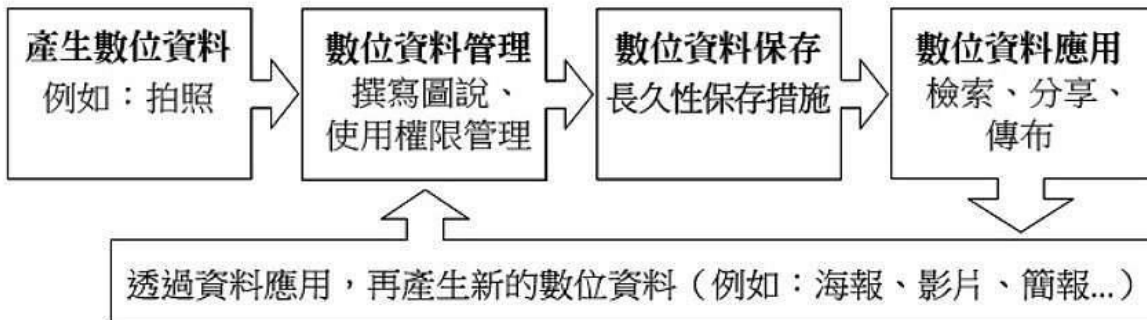 產生數位資料
例如：拍照
數位資料管理
撰寫圖說、
使用權限管理
數位資料保存
長久性保存措施
數位資料應用
檢索、分享、
傳布
透過資料應用，再產生新的數位資料（例如：海報、影片、簡報...）